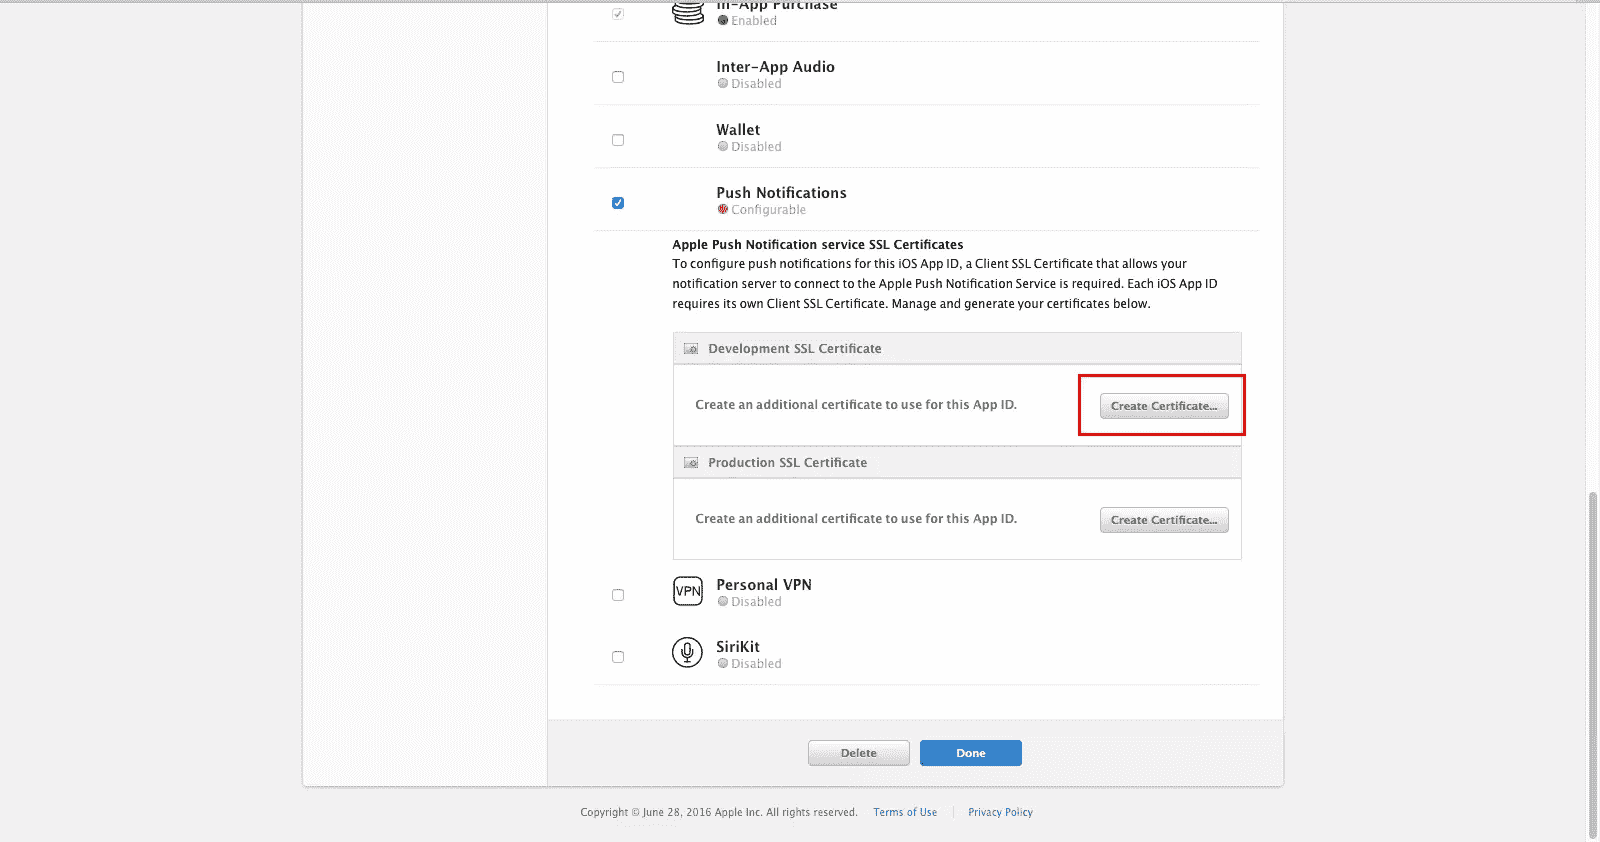 In-App Purchase
Enabled
Inter-App Audio
Disabled
Wallet
Disabled
Push Notifications
Configurable
Apple Push Notification service SSL Certificates
To configure push notifications for this iOS App ID, a Client SSL Certificate that allows your
notification server to connect to the Apple Push Notification Service is required. Each iOS App ID
requires its own Client SSL Certificate. Manage and generate your certificates below.
Development SSL Certificate
Create an additional certificate to use for this App ID.
Create Certificate...
Production SSL Certificate
Create an additional certificate to use for this App ID.
Create Certificate...
VPN
Personal VPN
Disabled
SiriKit
Disabled
Delete
Done
Copyright © June 28, 2016 Apple Inc. All rights reserved. Terms of Use Privacy Policy